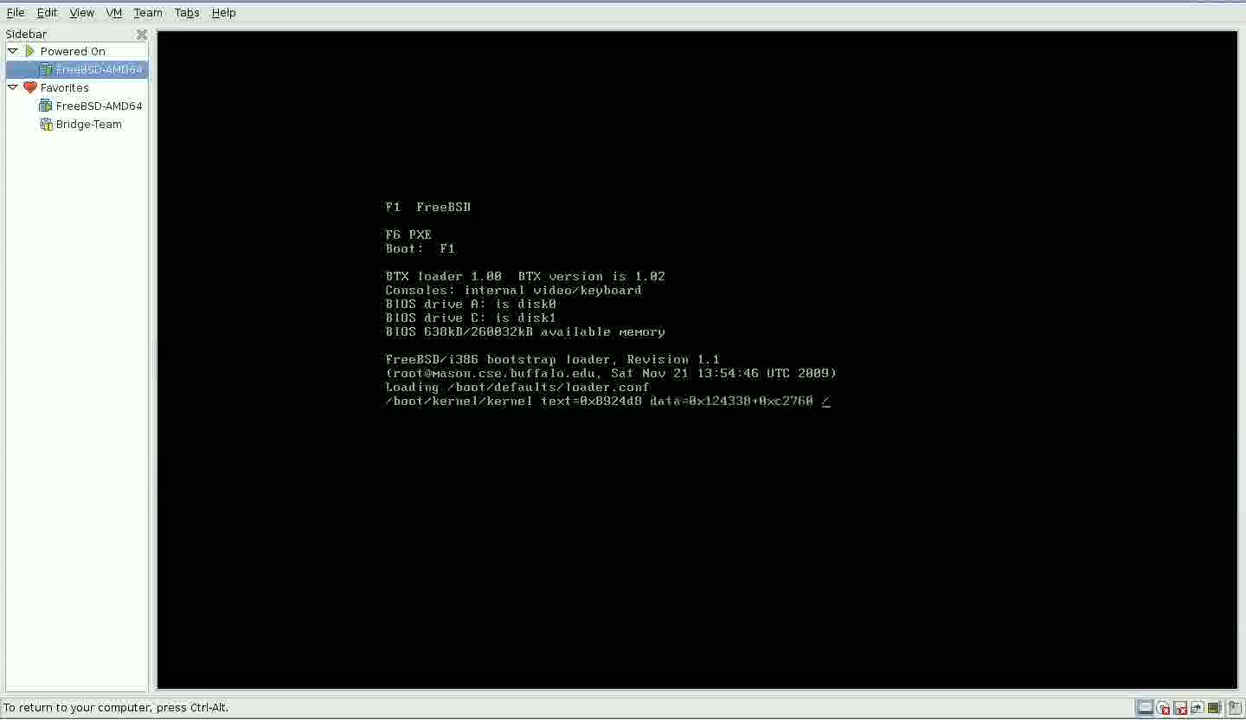 File Edit View VM Team Tabs Help
Sidebar
Powered On
FreeBSD-AMD64
Favorites
FreeBSD-AMD64
Bridge-Team
F1 FreeBSD
F6 PXE
Boot: F1
BTX loader 1.00 BTX version is 1.02
Consoles: internal video/keyboard
BIOS drive A: is disk0
BIOS drive C: is disk1
BIOS 638kB/260032kB available memory
FreeBSD/i386 bootstrap loader, Revision 1.1
(root@mason.cse.buffalo.edu, Sat Nov 21 13:54:46 UTC 2009)
Loading /boot/defaults/loader.conf
/boot/kernel/kernel text=0x8924d8 data=0x124338+0xc2760 /
To return to your computer, press Ctrl-Alt.